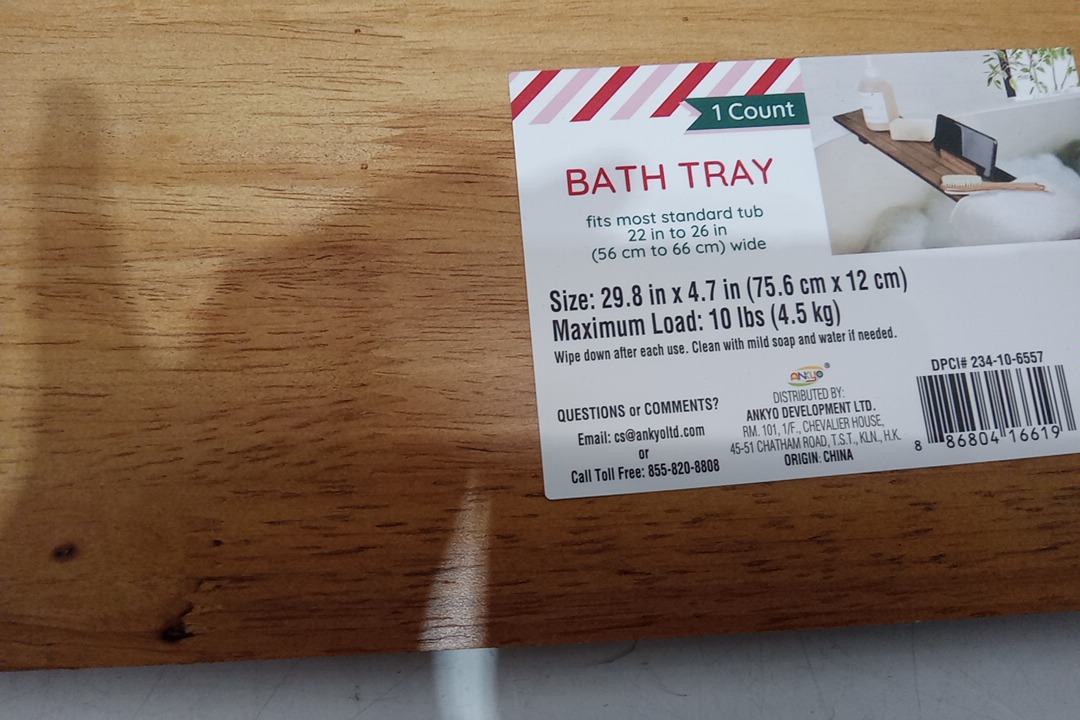 1 Count
BATH TRAY
fits most standard tub
22 in to 26 in
(56 cm to 66 cm) wide
Size: 29.8 in x 4.7 in (75.6 cm x 12 cm)
Maximum Load: 10 lbs (4.5 kg)
Wipe down after each use. Clean with mild soap and water if needed.
QUESTIONS or COMMENTS?
Email: cs@ankyoltd.com
or
Call Toll Free: 855-820-8808
ANKYO®
DISTRIBUTED BY:
ANKYO DEVELOPMENT LTD.
RM. 101, 1/F., CHEVALIER HOUSE,
45-51 CHATHAM ROAD, T.S.T., KLN., H.K.
ORIGIN: CHINA
DPCI# 234-10-6557
8 86804 16619